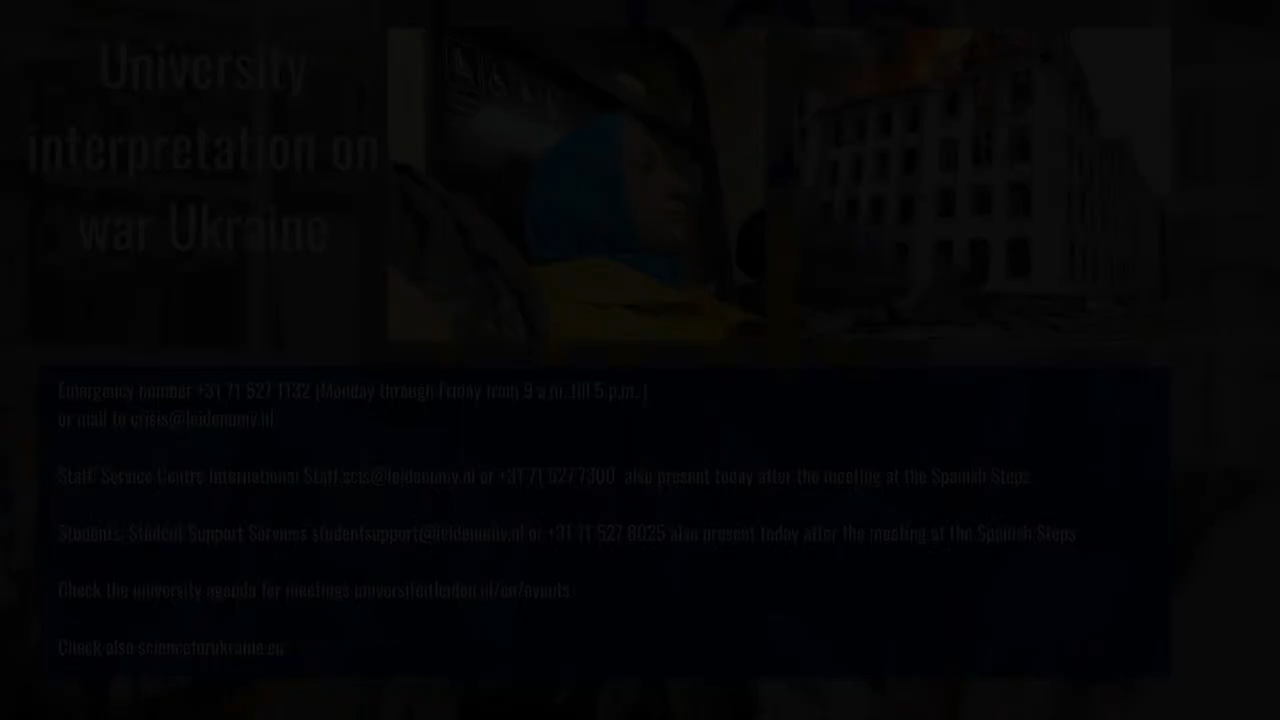 University
interpretation on
war Ukraine
Emergency number +31 71 527 1132 (Monday through Friday from 9 a.m. till 5 p.m. )
or mail to crisis@leidenuniv.nl
Staff: Service Centre International Staff scis@leidenuniv.nl or +31 71 527 7300 also present today after the meeting at the Spanish Steps
Students: Student Support Services studentsupport@leidenuniv.nl or +31 71 527 8025 also present today after the meeting at the Spanish Steps
Check the university agenda for meetings universiteitleiden.nl/en/events
Check also scienceforukraine.eu